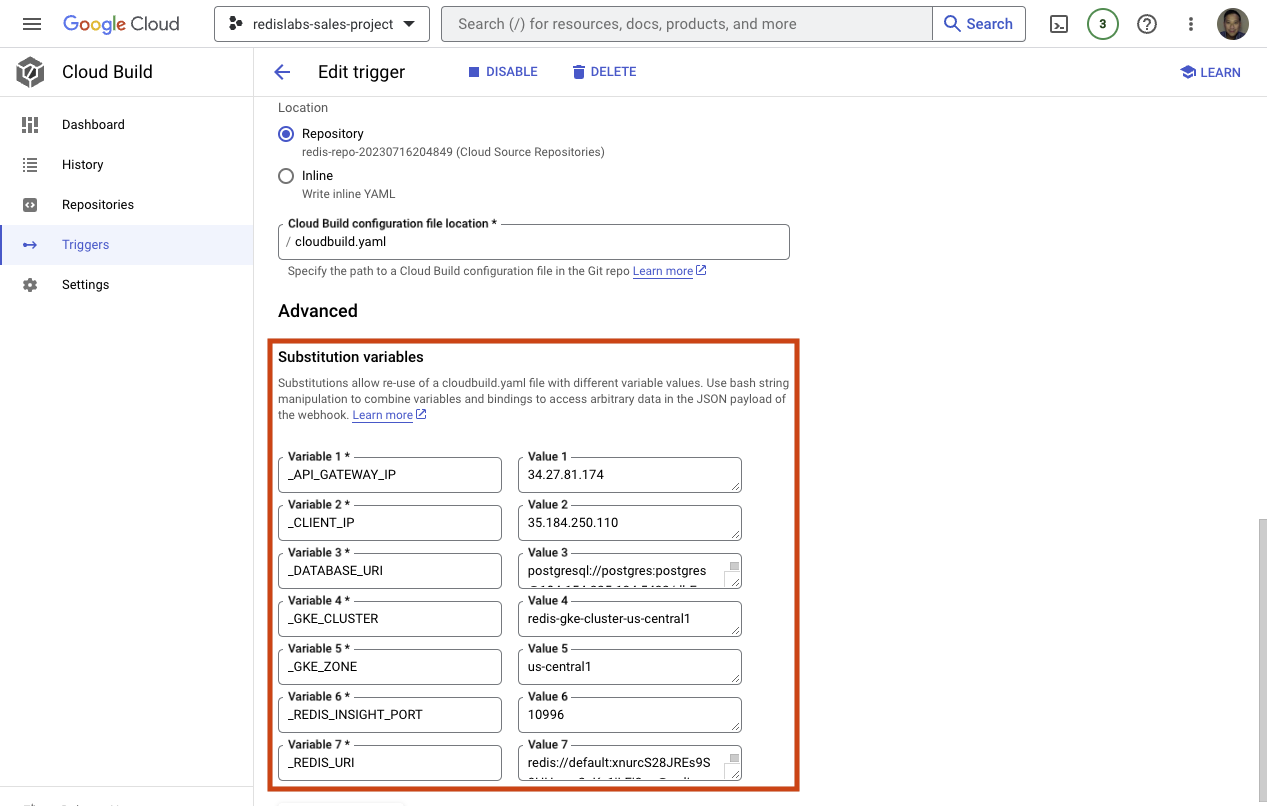 Google Cloud
redislabs-sales-project
Search (/) for resources, docs, products, and more
Search
3
Cloud Build
Edit trigger
DISABLE
DELETE
LEARN
Dashboard
History
Repositories
Triggers
Settings
Location
Repository
redis-repo-20230716204849 (Cloud Source Repositories)
Inline
Write inline YAML
Cloud Build configuration file location *
/ cloudbuild.yaml
Specify the path to a Cloud Build configuration file in the Git repo Learn more
Advanced
Substitution variables
Substitutions allow re-use of a cloudbuild.yaml file with different variable values. Use bash string
manipulation to combine variables and bindings to access arbitrary data in the JSON payload of
the webhook. Learn more
Variable 1 *
_API_GATEWAY_IP
Value 1
34.27.81.174
Variable 2 *
_CLIENT_IP
Value 2
35.184.250.110
Variable 3 *
_DATABASE_URI
Value 3
postgresql://postgres:postgres
Variable 4 *
_GKE_CLUSTER
Value 4
redis-gke-cluster-us-central1
Variable 5 *
_GKE_ZONE
Value 5
us-central1
Variable 6 *
_REDIS_INSIGHT_PORT
Value 6
10996
Variable 7 *
_REDIS_URI
Value 7
redis://default:xnurcS28JREs9S